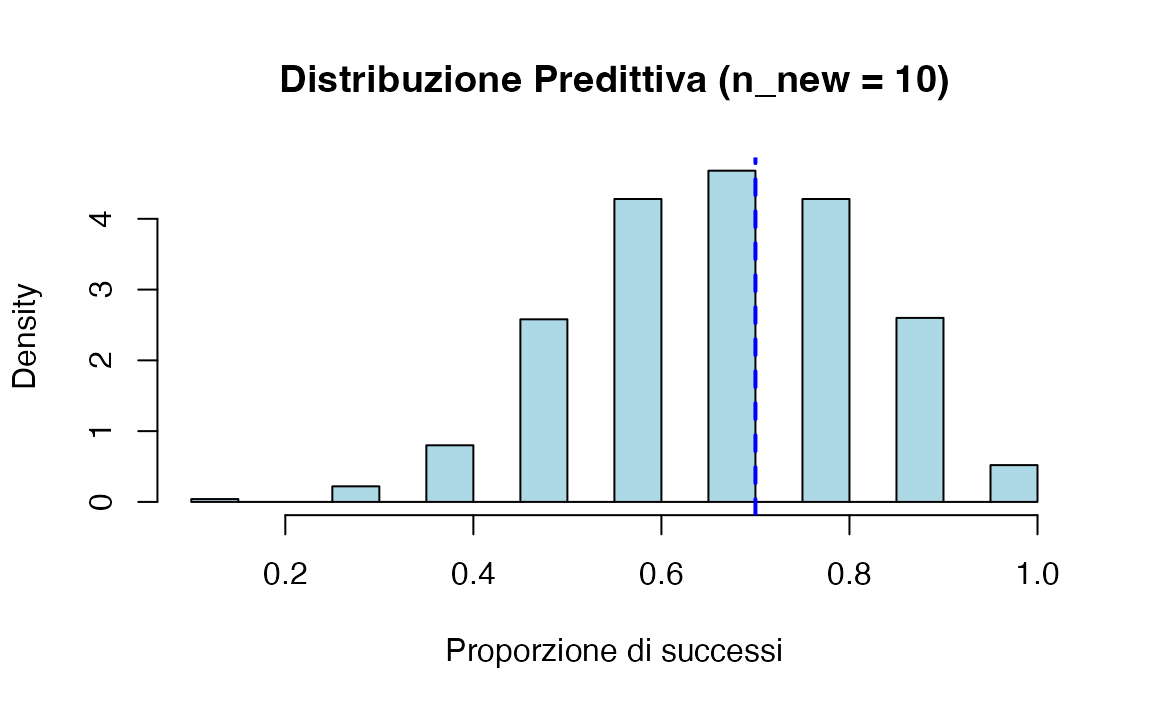 Distribuzione Predittiva (n_new = 10)
Density
4
3
2
1
0
0.2 0.4 0.6 0.8 1.0
Proporzione di successi